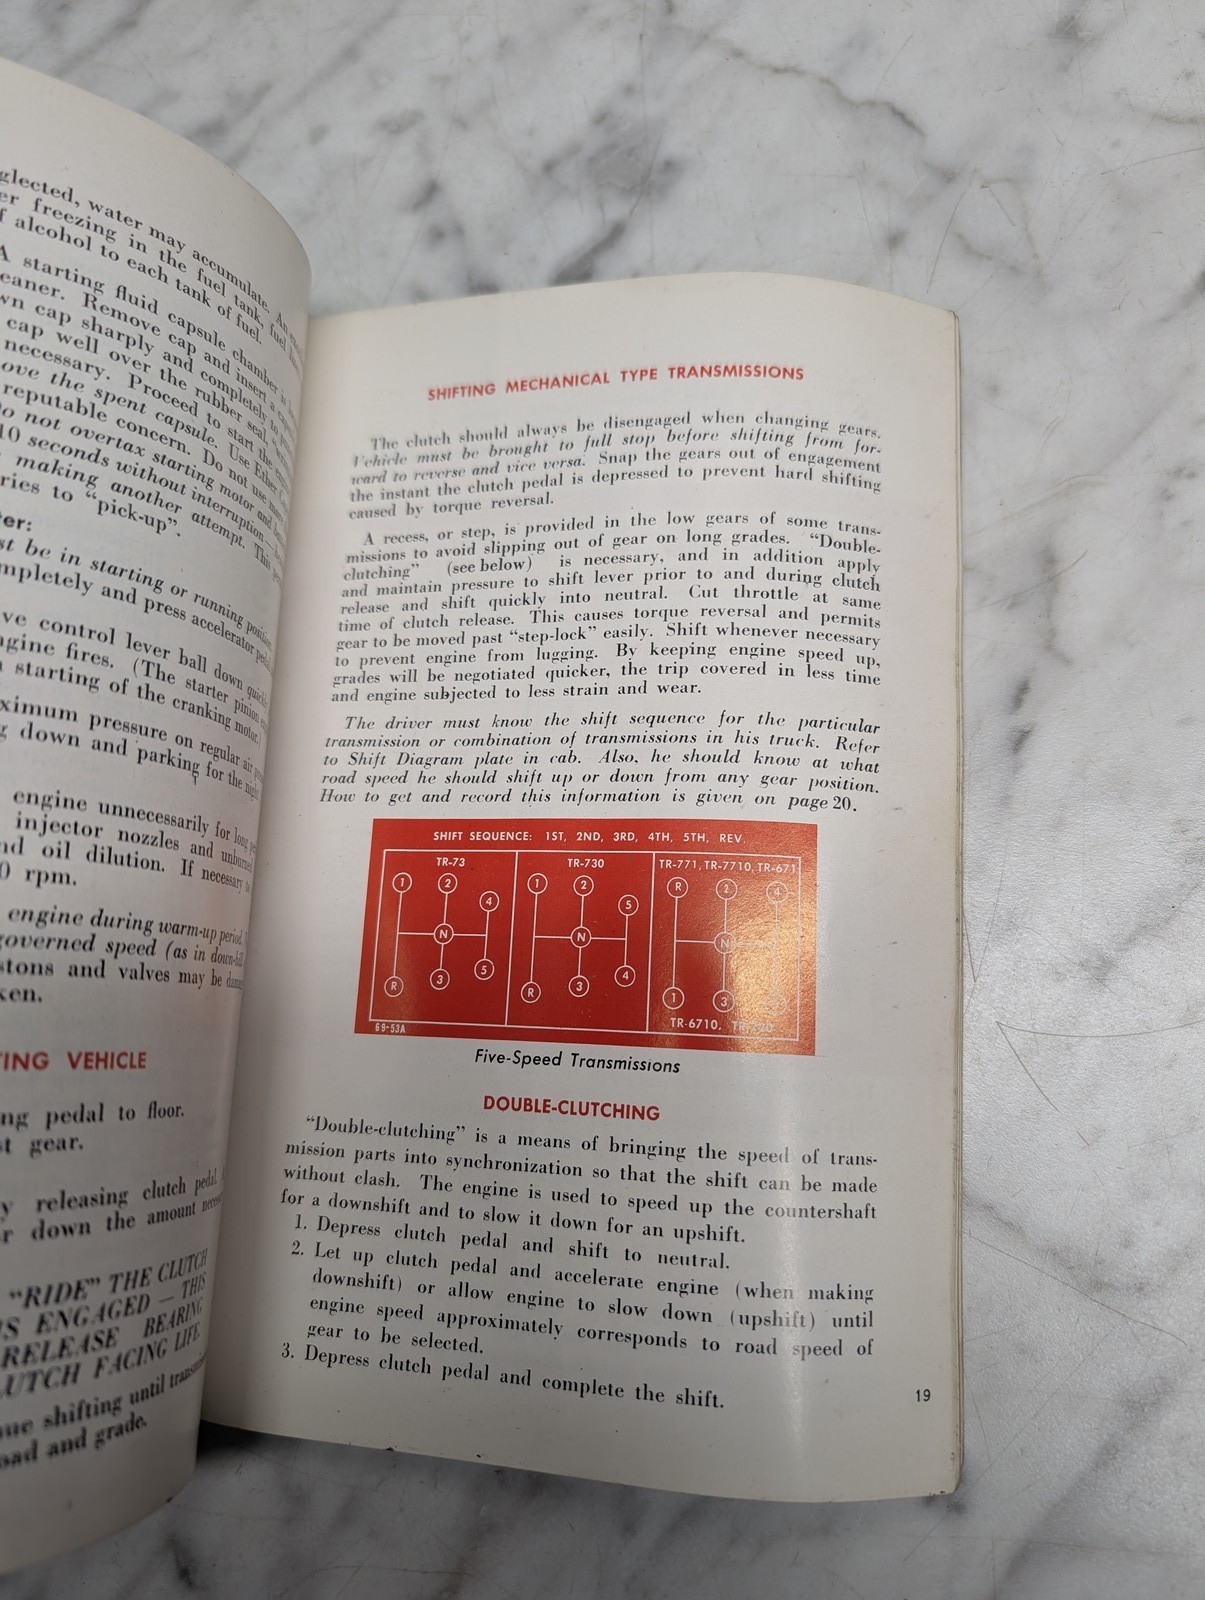 glected, water may accumulate. An
er freezing in the fuel tank, fuel
f alcohol to each tank of fuel.
A starting fluid capsule chamber is
eaner. Remove cap and insert a
wn cap sharply and completely to
cap well over the rubber seal,
necessary. Proceed to start the
ove the spent capsule. Use Ether
reputable concern. Do not use
Do not overtax starting motor and
10 seconds without interruption
making another attempt. This
ries to “pick-up”.
ter:
st be in starting or running position.
mpletely and press accelerator pedal
ve control lever ball down
ngine fires. (The starter pinion
starting of the cranking motor.)
ximum pressure on regular air
g down and parking for the night
engine unnecessarily for long
injector nozzles and unburned
nd oil dilution. If necessary
0 rpm.
engine during warm-up period.
governed speed (as in down-hill
stons and valves may be
ken.
TING VEHICLE
ng pedal to floor.
st gear.
y releasing clutch pedal.
r down the amount
“RIDE” THE CLUTCH
S ENGAGED — THIS
RELEASE BEARING
LUTCH FACING LIFE
ue shifting until
oad and grade.
SHIFTING MECHANICAL TYPE TRANSMISSIONS
The clutch should always be disengaged when changing gears.
Vehicle must be brought to full stop before shifting from for-
ward to reverse and vice versa. Snap the gears out of engagement
the instant the clutch pedal is depressed to prevent hard shifting
caused by torque reversal.
A recess, or step, is provided in the low gears of some trans-
missions to avoid slipping out of gear on long grades. “Double-
clutching” (see below) is necessary, and in addition apply
and maintain pressure to shift lever prior to and during clutch
release and shift quickly into neutral. Cut throttle at same
time of clutch release. This causes torque reversal and permits
gear to be moved past “step-lock” easily. Shift whenever necessary
to prevent engine from lugging. By keeping engine speed up,
grades will be negotiated quicker, the trip covered in less time
and engine subjected to less strain and wear.
The driver must know the shift sequence for the particular
transmission or combination of transmissions in his truck. Refer
to Shift Diagram plate in cab. Also, he should know at what
road speed he should shift up or down from any gear position.
How to get and record this information is given on page 20.
SHIFT SEQUENCE: 1ST, 2ND, 3RD, 4TH, 5TH, REV.
TR-73
1 2 4
N
R 3 5
TR-730
1 2 5
N
R 3 4
TR-771, TR-7710, TR-671
R 2 4
N
1 3
TR-6710,
69-53A
Five-Speed Transmissions
DOUBLE-CLUTCHING
“Double-clutching” is a means of bringing the speed of trans-
mission parts into synchronization so that the shift can be made
without clash. The engine is used to speed up the countershaft
for a downshift and to slow it down for an upshift.
1. Depress clutch pedal and shift to neutral.
2. Let up clutch pedal and accelerate engine (when making
downshift) or allow engine to slow down (upshift) until
engine speed approximately corresponds to road speed of
gear to be selected.
3. Depress clutch pedal and complete the shift.
19